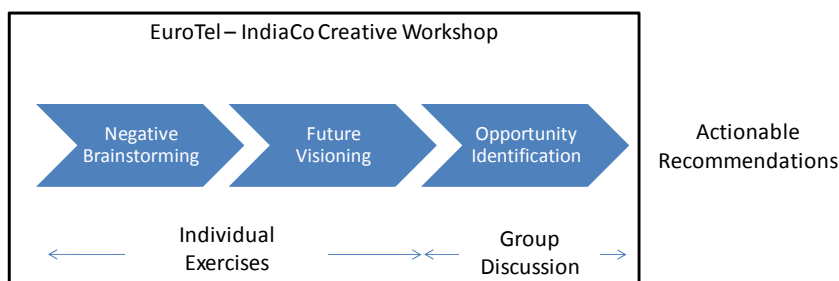 EuroTel – IndiaCo Creative Workshop
Negative
Brainstorming
Future
Visioning
Opportunity
Identification
Actionable
Recommendations
Individual
Exercises
Group
Discussion